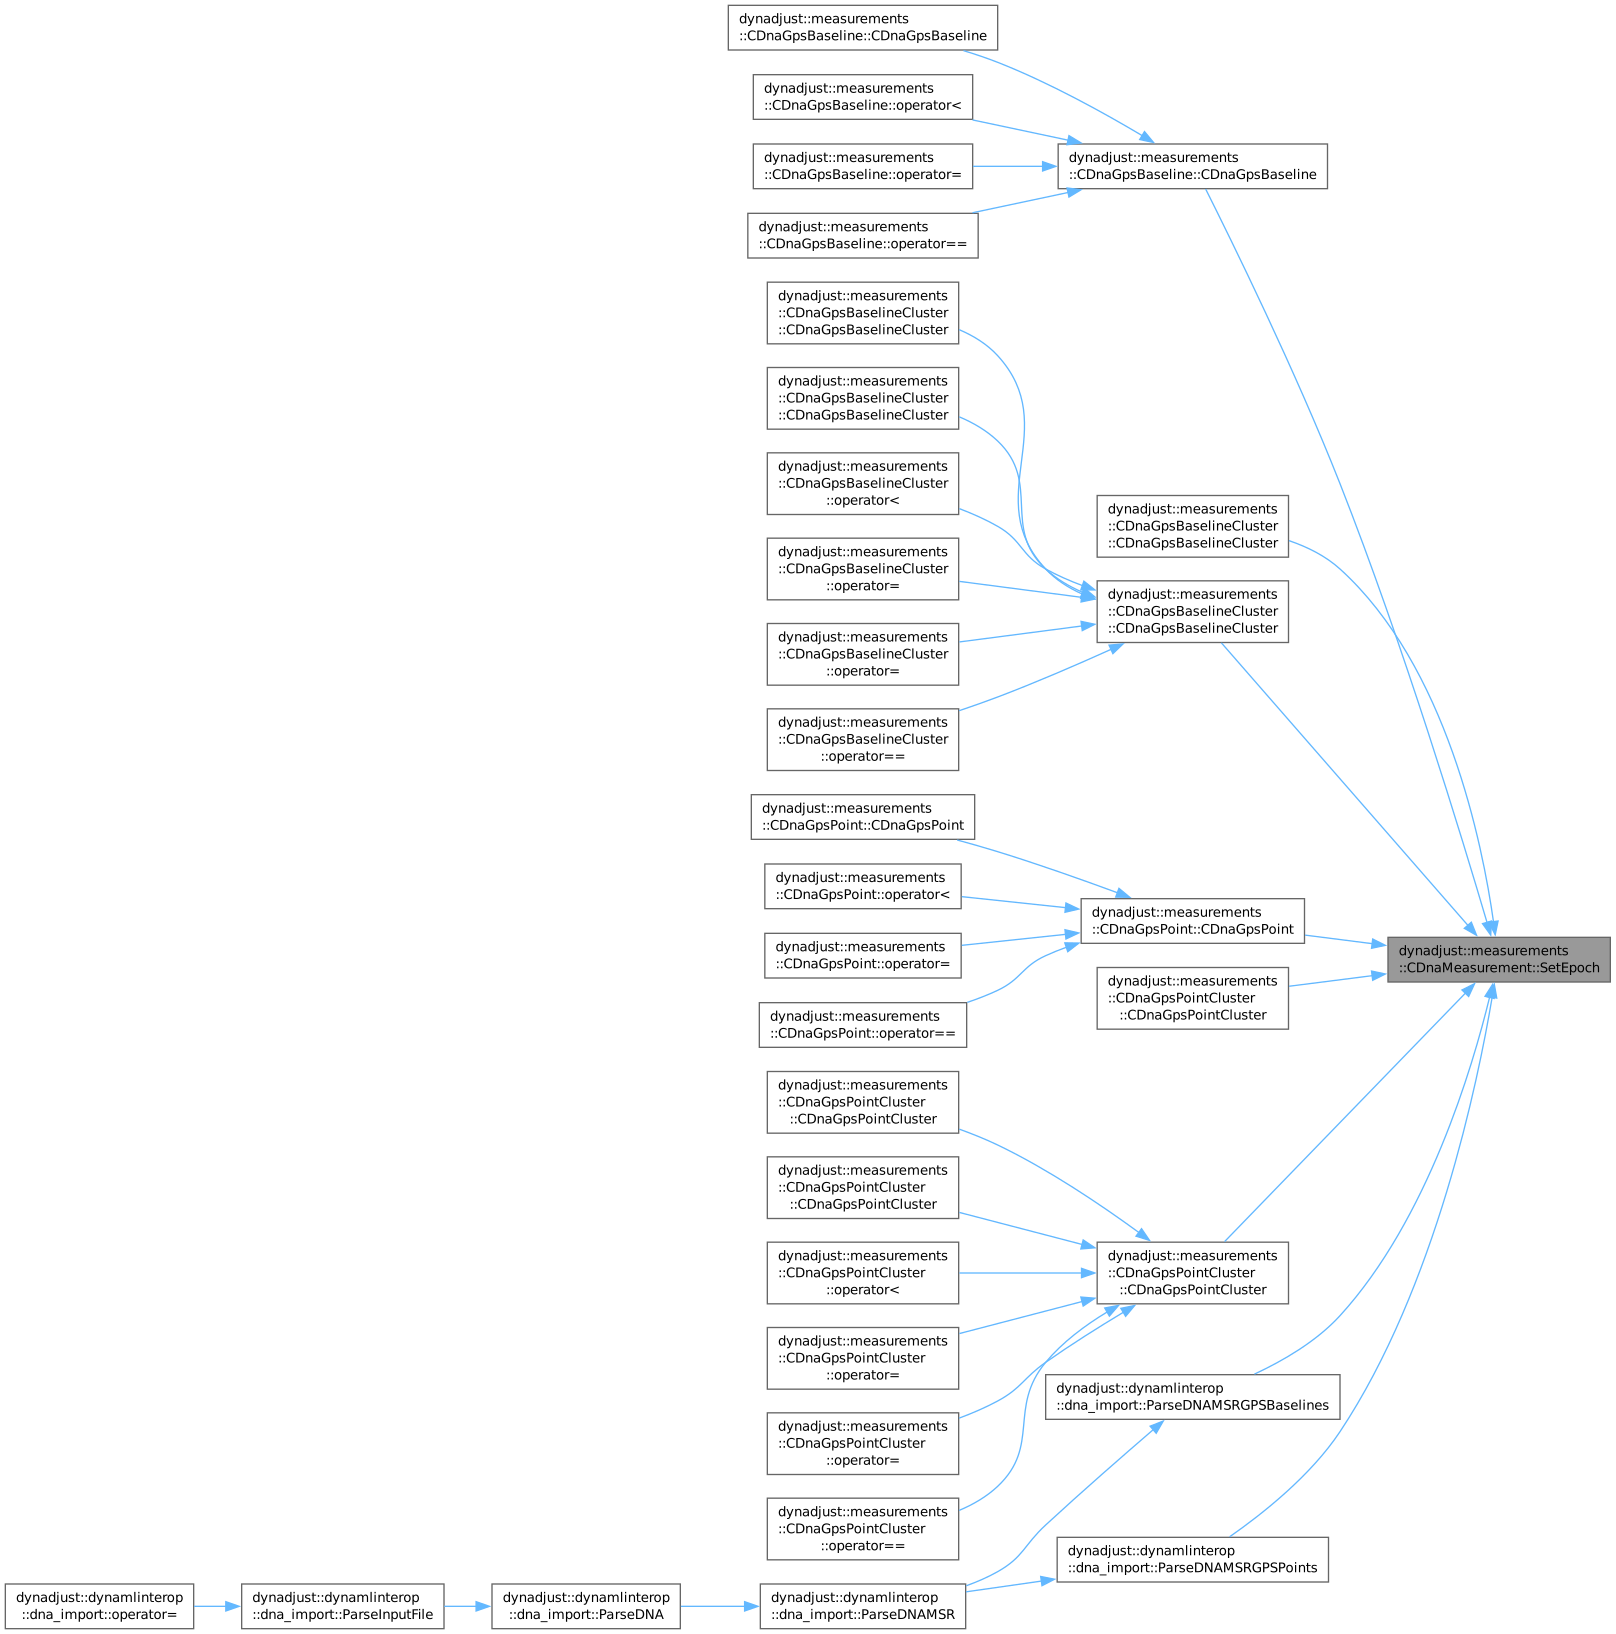 dynadjust::measurements
::CDnaGpsBaseline::CDnaGpsBaseline
dynadjust::measurements
::CDnaGpsBaseline::operator<
dynadjust::measurements
::CDnaGpsBaseline::operator=
dynadjust::measurements
::CDnaGpsBaseline::operator==
dynadjust::measurements
::CDnaGpsBaseline::CDnaGpsBaseline
dynadjust::measurements
::CDnaGpsBaselineCluster
::CDnaGpsBaselineCluster
dynadjust::measurements
::CDnaGpsBaselineCluster
::CDnaGpsBaselineCluster
dynadjust::measurements
::CDnaGpsBaselineCluster
::operator<
dynadjust::measurements
::CDnaGpsBaselineCluster
::operator=
dynadjust::measurements
::CDnaGpsBaselineCluster
::operator=
dynadjust::measurements
::CDnaGpsBaselineCluster
::operator==
dynadjust::measurements
::CDnaGpsBaselineCluster
::CDnaGpsBaselineCluster
dynadjust::measurements
::CDnaGpsBaselineCluster
::CDnaGpsBaselineCluster
dynadjust::measurements
::CDnaGpsPoint::CDnaGpsPoint
dynadjust::measurements
::CDnaGpsPoint::operator<
dynadjust::measurements
::CDnaGpsPoint::operator=
dynadjust::measurements
::CDnaGpsPoint::operator==
dynadjust::measurements
::CDnaGpsPoint::CDnaGpsPoint
dynadjust::measurements
::CDnaGpsPointCluster
::CDnaGpsPointCluster
dynadjust::measurements
::CDnaMeasurement::SetEpoch
dynadjust::measurements
::CDnaGpsPointCluster
::CDnaGpsPointCluster
dynadjust::measurements
::CDnaGpsPointCluster
::CDnaGpsPointCluster
dynadjust::measurements
::CDnaGpsPointCluster
::operator<
dynadjust::measurements
::CDnaGpsPointCluster
::operator=
dynadjust::measurements
::CDnaGpsPointCluster
::operator=
dynadjust::measurements
::CDnaGpsPointCluster
::operator==
dynadjust::measurements
::CDnaGpsPointCluster
::CDnaGpsPointCluster
dynadjust::dynamlinterop
::dna_import::ParseDNAMSRGPSBaselines
dynadjust::dynamlinterop
::dna_import::ParseDNAMSRGPSPoints
dynadjust::dynamlinterop
::dna_import::operator=
dynadjust::dynamlinterop
::dna_import::ParseInputFile
dynadjust::dynamlinterop
::dna_import::ParseDNA
dynadjust::dynamlinterop
::dna_import::ParseDNAMSR